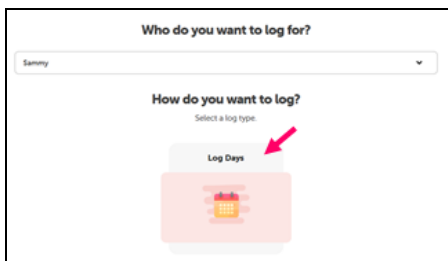 Who do you want to log for?
Sammy
How do you want to log?
Select a log type.
Log Days